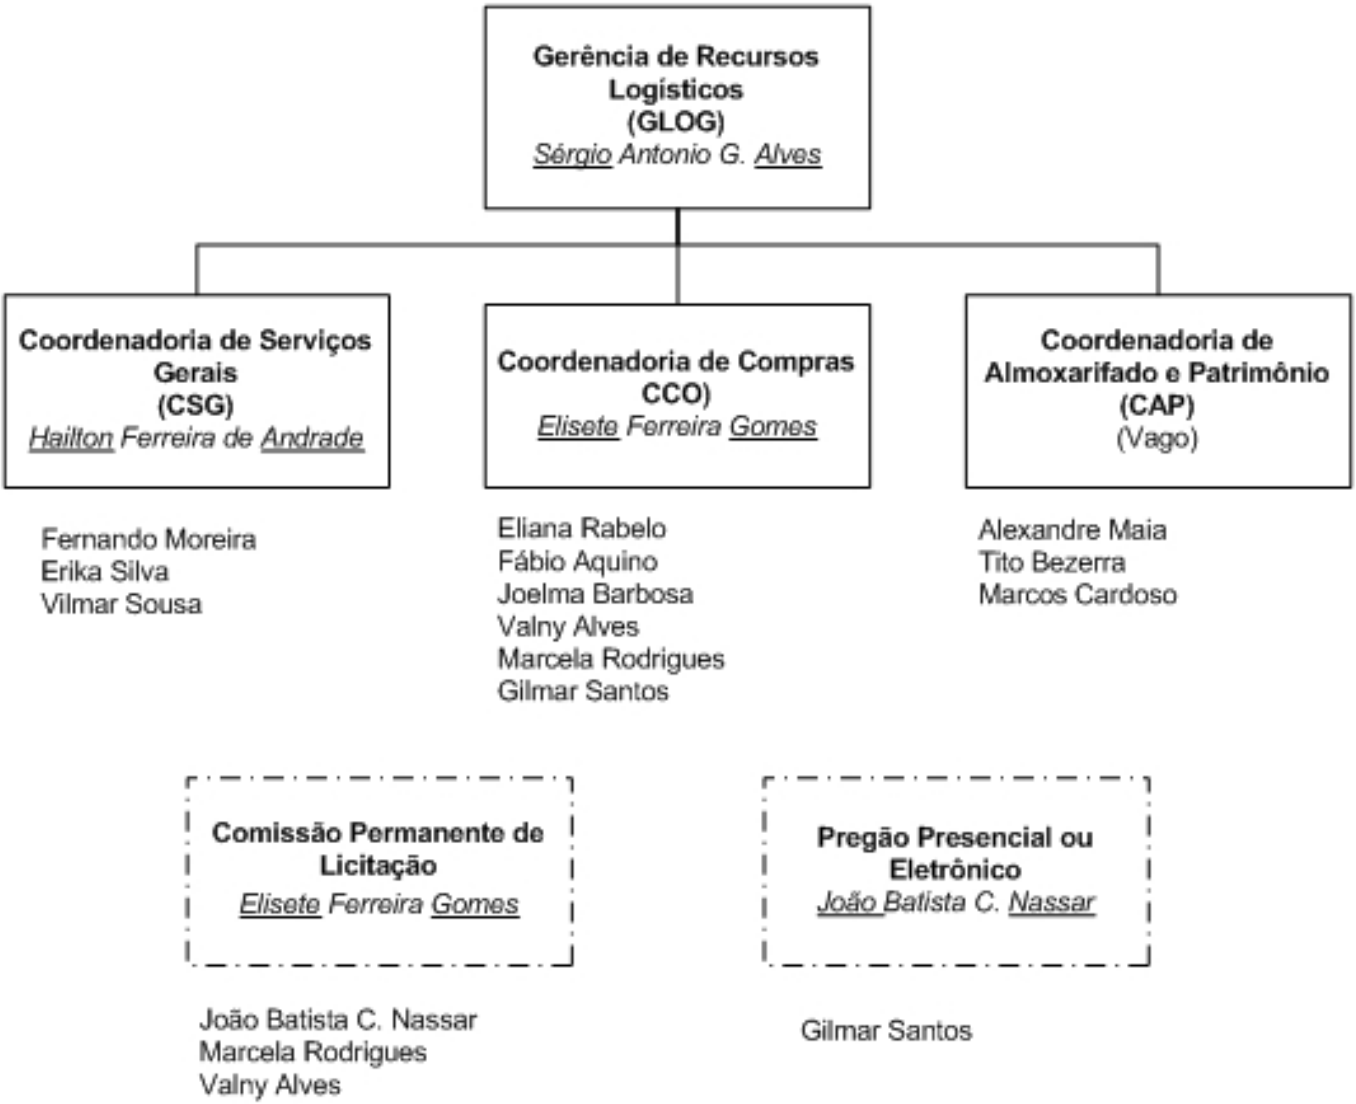 Gerência de Recursos
Logísticos
(GLOG)
Sérgio Antonio G. Alves
Coordenadoria de Serviços
Gerais
(CSG)
Hailton Ferreira de Andrade
Fernando Moreira
Erika Silva
Vilmar Sousa
Coordenadoria de Compras
CCO)
Elisete Ferreira Gomes
Eliana Rabelo
Fábio Aquino
Joelma Barbosa
Valny Alves
Marcela Rodrigues
Gilmar Santos
Coordenadoria de
Almoxarifado e Patrimônio
(CAP)
(Vago)
Alexandre Maia
Tito Bezerra
Marcos Cardoso
Comissão Permanente de
Licitação
Elisete Ferreira Gomes
João Batista C. Nassar
Marcela Rodrigues
Valny Alves
Pregão Presencial ou
Eletrônico
João Batista C. Nassar
Gilmar Santos